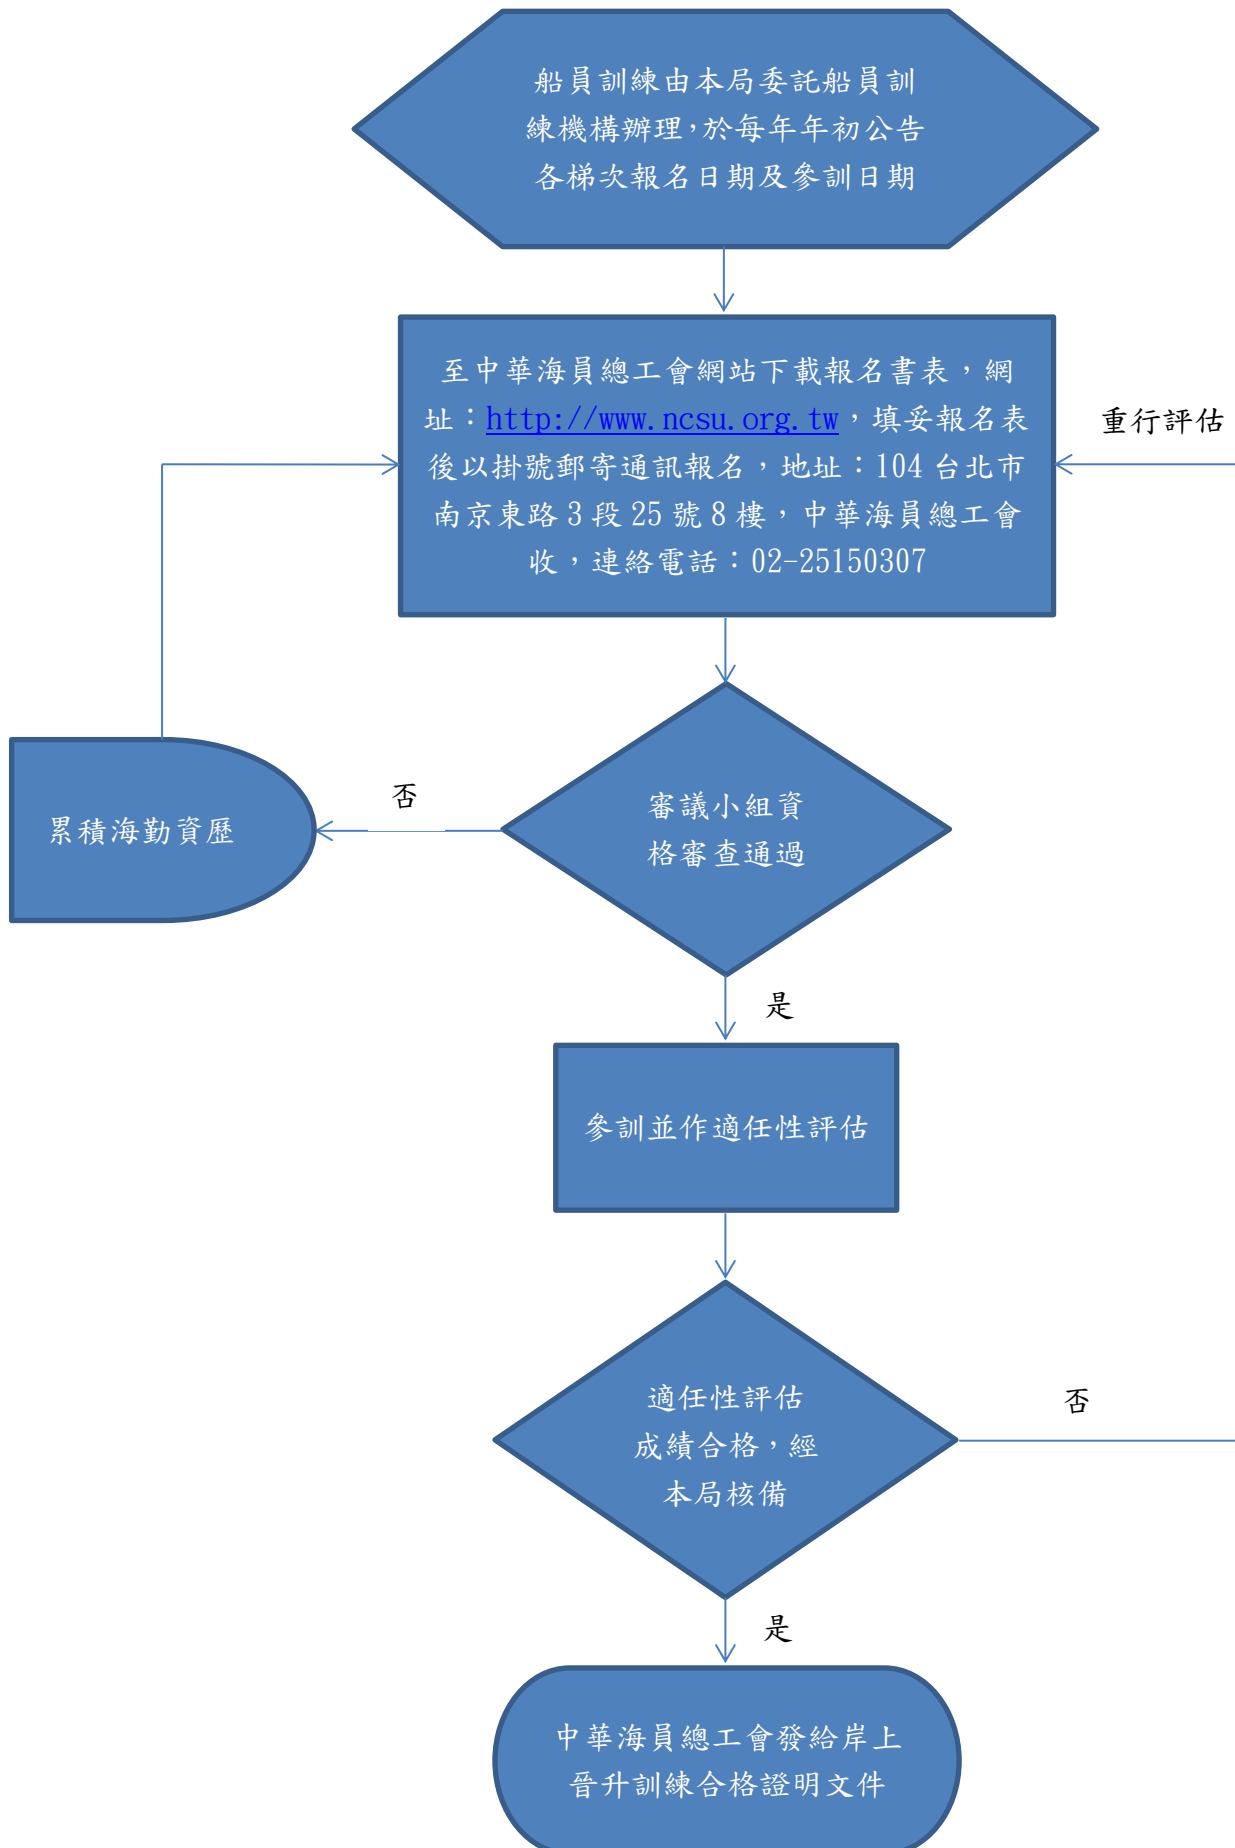 船員訓練由本局委託船員訓
練機構辦理，於每年年初公告
各梯次報名日期及參訓日期
至中華海員總工會網站下載報名書表，網
址：http://www.ncsu.org.tw，填妥報名表
後以掛號郵寄通訊報名，地址：104 台北市
南京東路 3 段 25 號 8 樓，中華海員總工會
收，連絡電話：02-25150307
重行評估
審議小組資
格審查通過
否
累積海勤資歷
是
參訓並作適任性評估
適任性評估
成績合格，經
本局核備
否
是
中華海員總工會發給岸上
晉升訓練合格證明文件